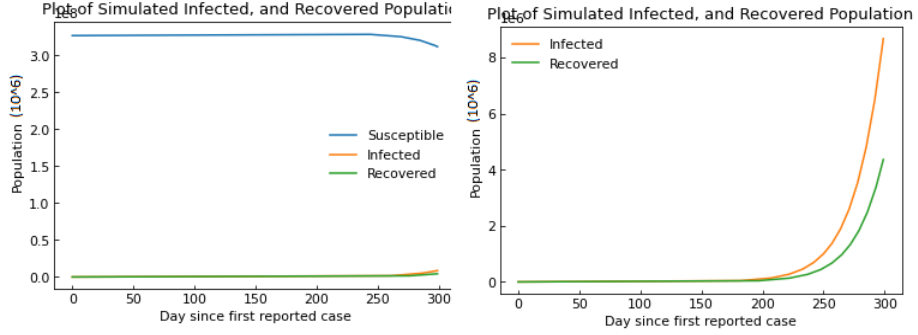 Plot of Simulated Infected, and Recovered Populatio
1e8
3.0
2.5
2.0
1.5
1.0
0.5
0.0
Population (10^6)
Susceptible
Infected
Recovered
0 50 100 150 200 250 300
Day since first reported case
Plot of Simulated Infected, and Recovered Population
1e6
8
6
4
2
0
Population (10^6)
Infected
Recovered
0 50 100 150 200 250 300
Day since first reported case